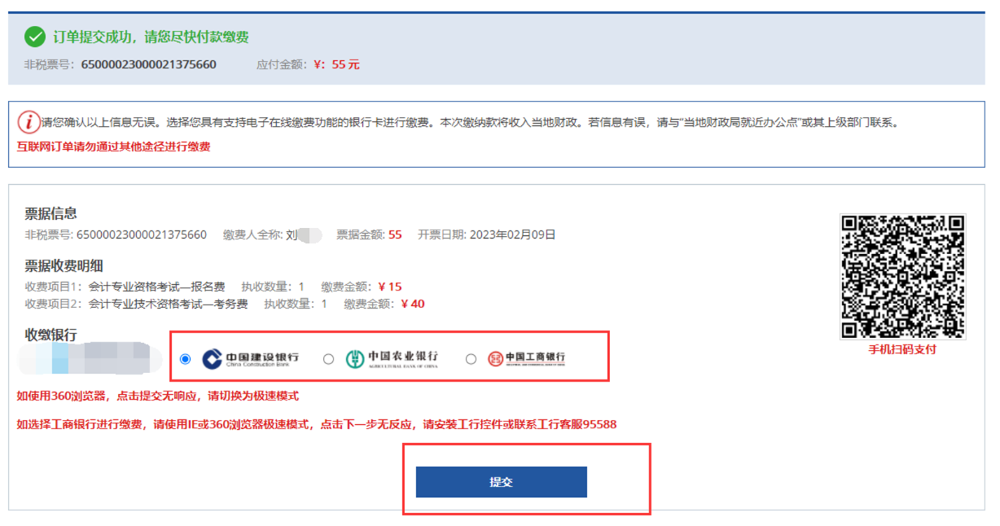 订单提交成功，请您尽快付款缴费
非税票号：65000023000021375660 应付金额：¥：55 元
i 请您确认以上信息无误。选择您具有支持电子在线缴费功能的银行卡进行缴费。本次缴纳款将收入当地财政。若信息有误，请与“当地财政局就近办公点”或其上级部门联系。
互联网订单请勿通过其他途径进行缴费
票据信息
非税票号: 65000023000021375660 缴费人全称: 刘 票据金额: 55 开票日期: 2023年02月09日
票据收费明细
收费项目1：会计专业资格考试—报名费 执收数量：1 缴费金额：¥ 15
收费项目2：会计专业技术资格考试—考务费 执收数量：1 缴费金额：¥ 40
收缴银行
中国建设银行 中国农业银行 中国工商银行
China Construction Bank AGRICULTURAL BANK OF CHINA
手机扫码支付
如使用360浏览器，点击提交无响应，请切换为极速模式
如选择工商银行进行缴费，请使用IE或360浏览器极速模式，点击下一步无反应，请安装工行控件或联系工行客服95588
提交